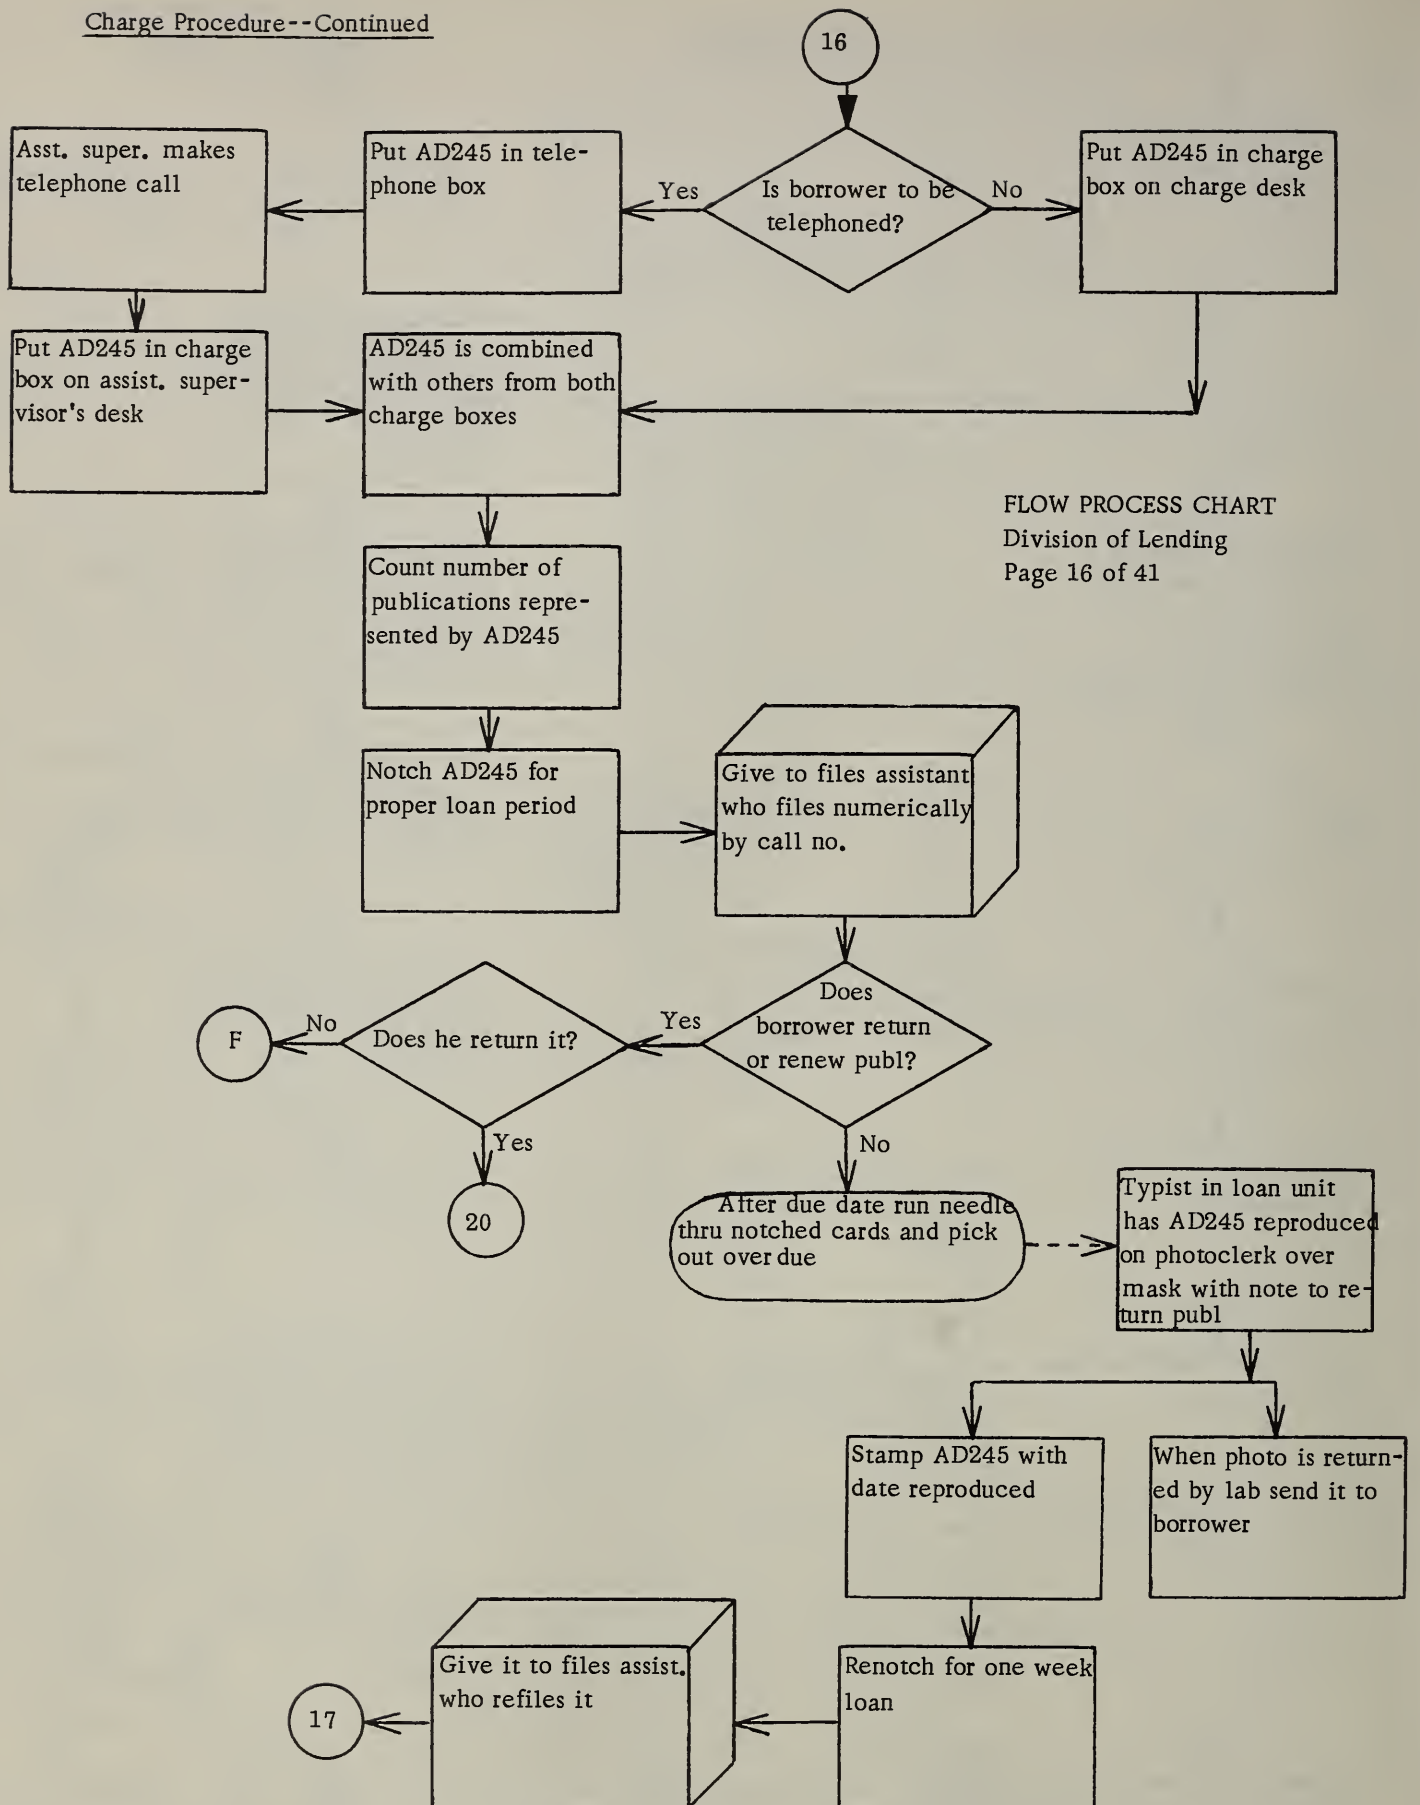 Charge Procedure--Continued
16
Asst. super. makes
telephone call
Put AD245 in tele-
phone box
Yes
Is borrower to be
telephoned?
No
Put AD245 in charge
box on charge desk
Put AD245 in charge
box on assist. super-
visor's desk
AD245 is combined
with others from both
charge boxes
FLOW PROCESS CHART
Division of Lending
Page 16 of 41
Count number of
publications repre-
sented by AD245
Notch AD245 for
proper loan period
Give to files assistant
who files numerically
by call no.
Does
borrower return
or renew publ?
Yes
Does he return it?
No
F
Yes
20
No
After due date run needle
thru notched cards and pick
out over due
Typist in loan unit
has AD245 reproduced
on photoclerk over
mask with note to re-
turn publ
Stamp AD245 with
date reproduced
When photo is return-
ed by lab send it to
borrower
Renotch for one week
loan
Give it to files assist.
who refiles it
17